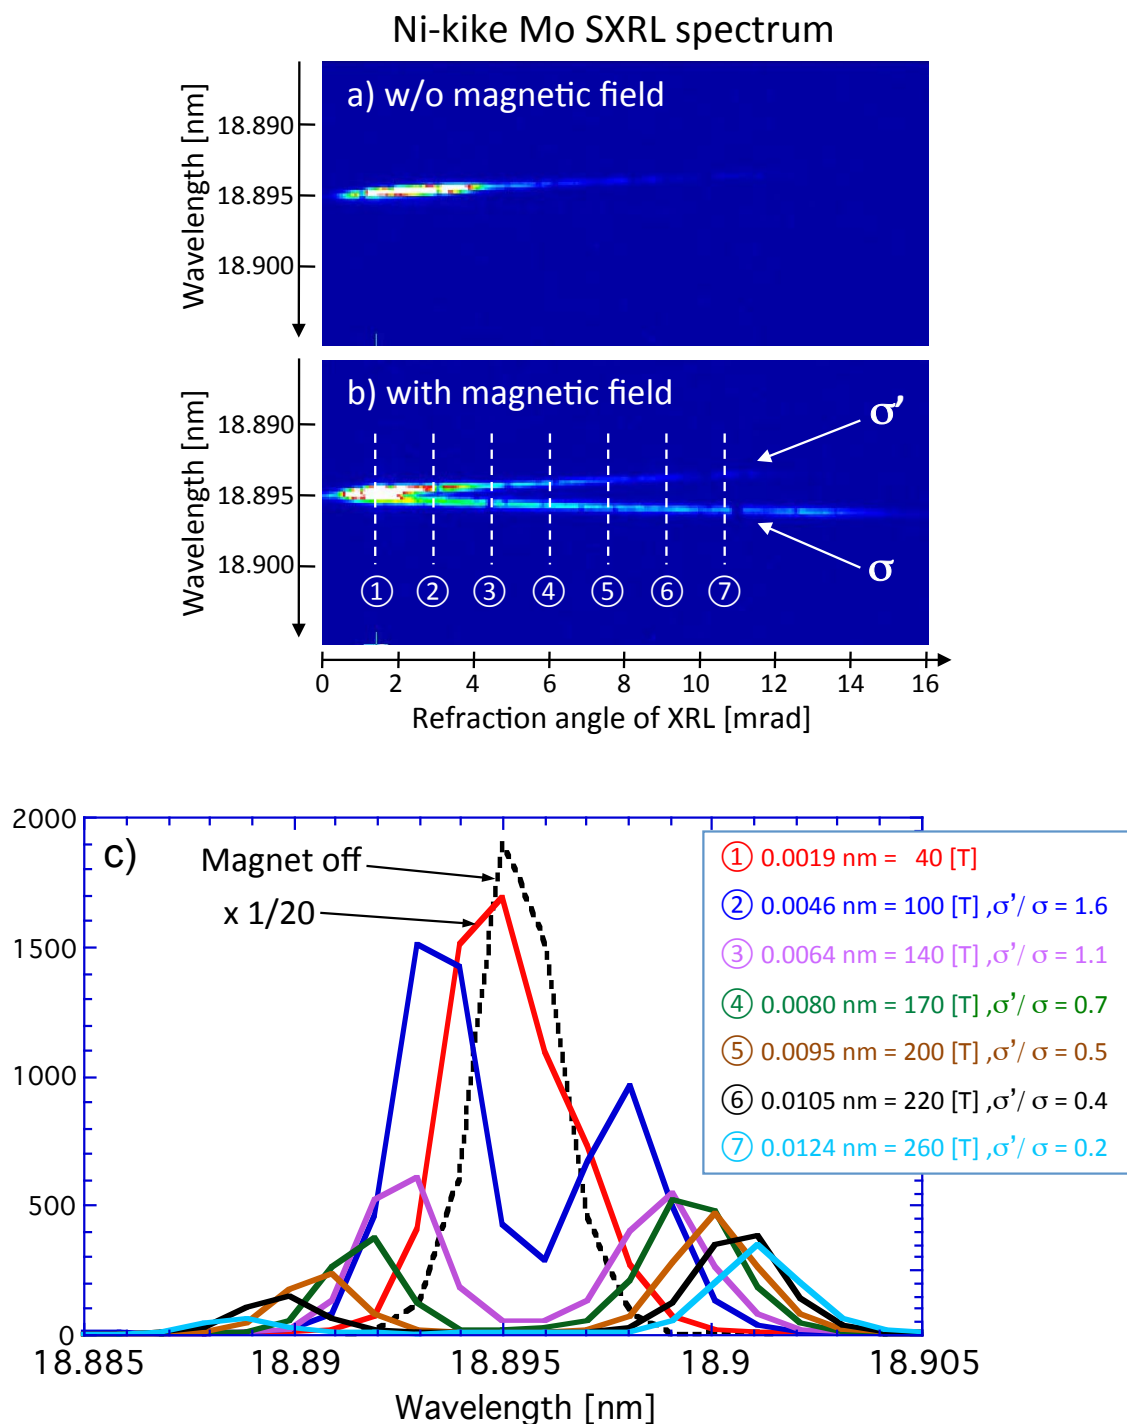 Ni-kike Mo SXRL spectrum
a) w/o magnetic field
Wavelength [nm]
18.890
18.895
18.900
b) with magnetic field
Wavelength [nm]
18.890
18.895
18.900
σ'
σ
① ② ③ ④ ⑤ ⑥ ⑦
0 2 4 6 8 10 12 14 16
Refraction angle of XRL [mrad]
c)
2000
1500
1000
500
0
Magnet off
x 1/20
① 0.0019 nm = 40 [T]
② 0.0046 nm = 100 [T] ,σ'/ σ = 1.6
③ 0.0064 nm = 140 [T] ,σ'/ σ = 1.1
④ 0.0080 nm = 170 [T] ,σ'/ σ = 0.7
⑤ 0.0095 nm = 200 [T] ,σ'/ σ = 0.5
⑥ 0.0105 nm = 220 [T] ,σ'/ σ = 0.4
⑦ 0.0124 nm = 260 [T] ,σ'/ σ = 0.2
18.885 18.89 18.895 18.9 18.905
Wavelength [nm]